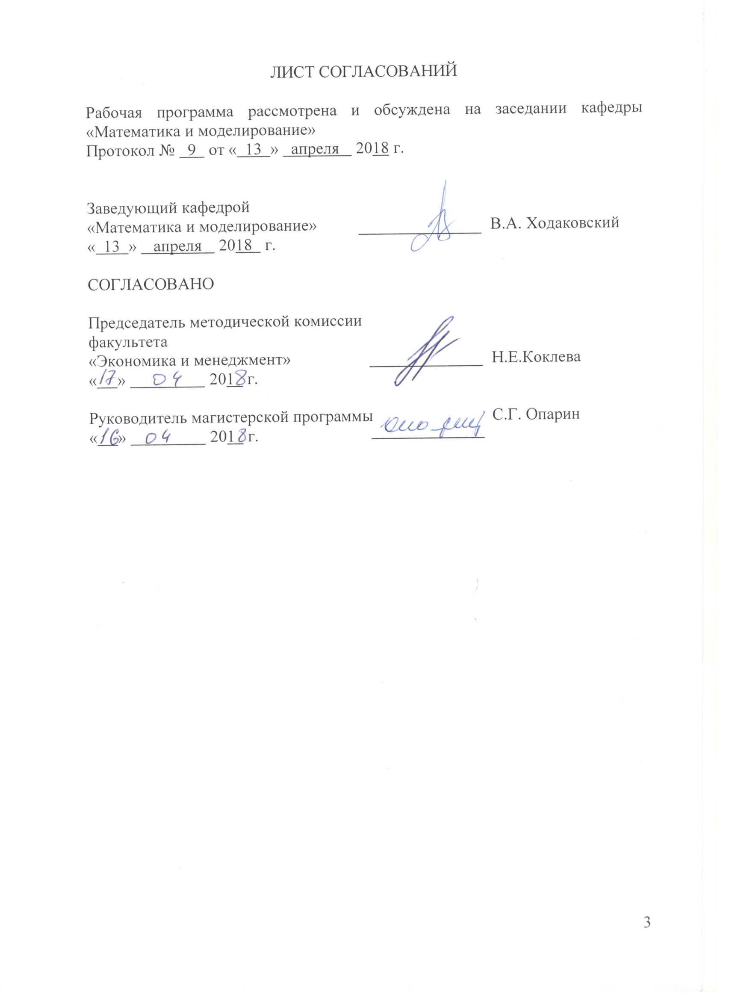 ЛИСТ СОГЛАСОВАНИЙ
Рабочая программа рассмотрена и обсуждена на заседании кафедры
«Математика и моделирование»
Протокол № 9 от « 13 » апреля 2018 г.
Заведующий кафедрой
«Математика и моделирование» В.А. Ходаковский
« 13 » апреля 2018 г.
СОГЛАСОВАНО
Председатель методической комиссии
факультета
«Экономика и менеджмент» Н.Е.Коклева
«17» 04 2018г.
Руководитель магистерской программы С.Г. Опарин
«16» 04 2018г.
3